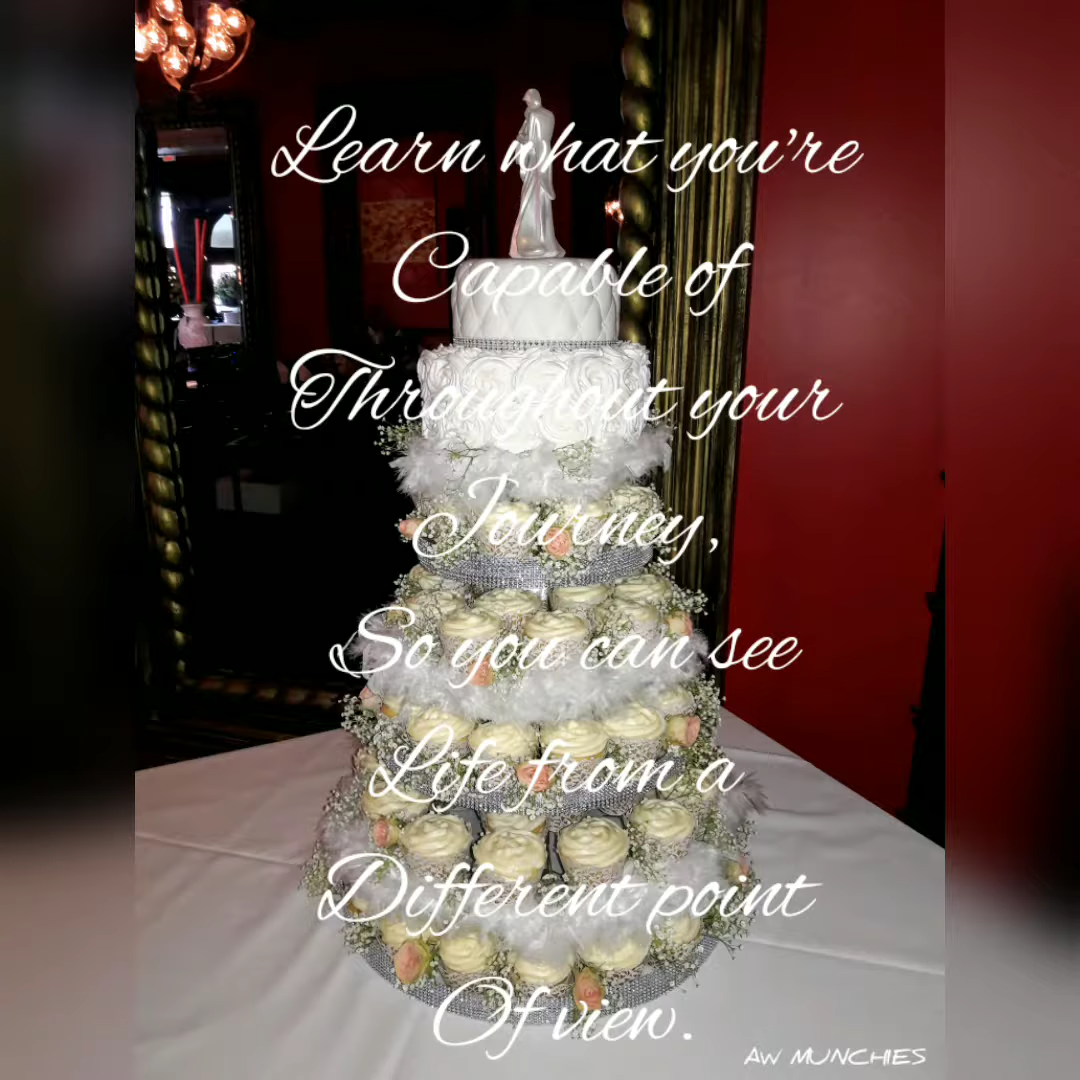 Learn what you're
Capable of
Throughout your
Journey,
So you can see
Life from a
Different point
Of view.
AW MUNCHIES